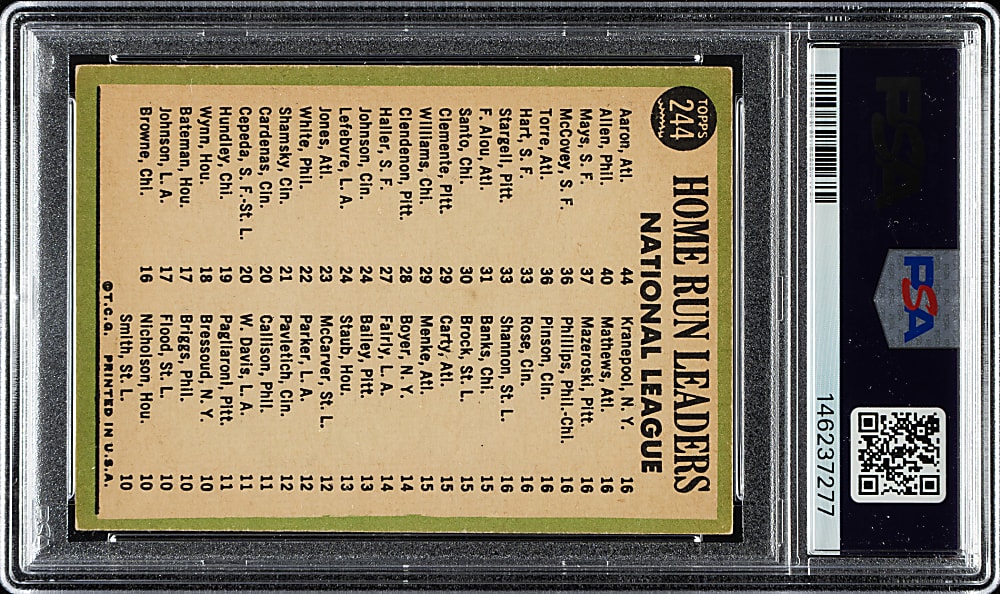 TOPPS
244
HOME RUN LEADERS
NATIONAL LEAGUE
Aaron, Atl. 44
Allen, Phil. 40
Mays, S. F. 37
McCovey, S. F. 36
Torre, Atl. 36
Hart, S. F. 33
Stargell, Pitt. 33
F. Alou, Atl. 31
Santo, Chi. 30
Clemente, Pitt. 29
Williams, Chi. 29
Clendenon, Pitt. 28
Haller, S. F. 27
Johnson, Cin. 24
Lefebvre, L. A. 24
Jones, Atl. 23
White, Phil. 22
Shamsky, Cin. 21
Cardenas, Cin. 20
Cepeda, S. F.-St. L. 20
Hundley, Chi. 19
Wynn, Hou. 18
Bateman, Hou. 17
Johnson, L. A. 17
Browne, Chi. 16
Kranepool, N. Y. 16
Mathews, Atl. 16
Mazeroski, Pitt. 16
Phillips, Phil.-Chi. 16
Pinson, Cin. 16
Rose, Cin. 16
Shannon, St. L. 16
Banks, Chi. 15
Brock, St. L. 15
Carty, Atl. 15
Menke, Atl. 15
Boyer, N. Y. 14
Fairly, L. A. 14
Bailey, Pitt. 13
Staub, Hou. 13
McCarver, St. L. 12
Parker, L. A. 12
Pavletich, Cin. 12
Callison, Phil. 11
W. Davis, L. A. 11
Pagliaroni, Pitt. 11
Bressoud, N. Y. 10
Briggs, Phil. 10
Flood, St. L. 10
Nicholson, Hou. 10
Smith, St. L. 10
©T.C.G. PRINTED IN U.S.A.
PSA
PSA
146237277